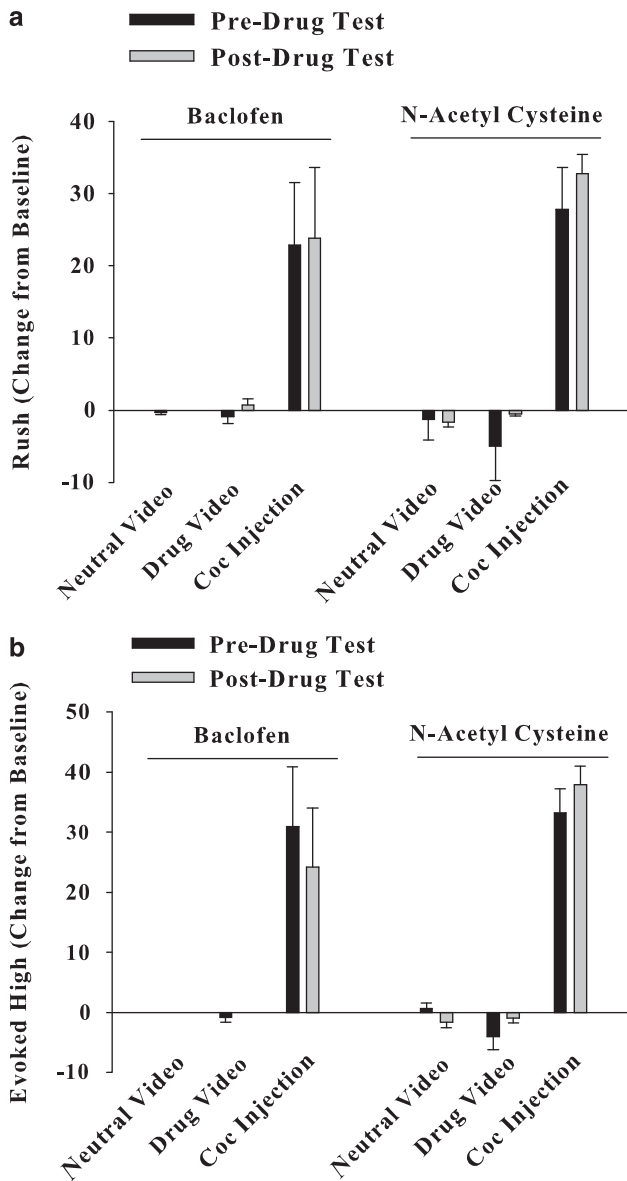 a
Pre-Drug Test
Post-Drug Test
Baclofen
N-Acetyl Cysteine
Rush (Change from Baseline)
40
30
20
10
0
-10
Neutral Video
Drug Video
Coc Injection
Neutral Video
Drug Video
Coc Injection
b
Pre-Drug Test
Post-Drug Test
Baclofen
N-Acetyl Cysteine
Evoked High (Change from Baseline)
50
40
30
20
10
0
-10
Neutral Video
Drug Video
Coc Injection
Neutral Video
Drug Video
Coc Injection